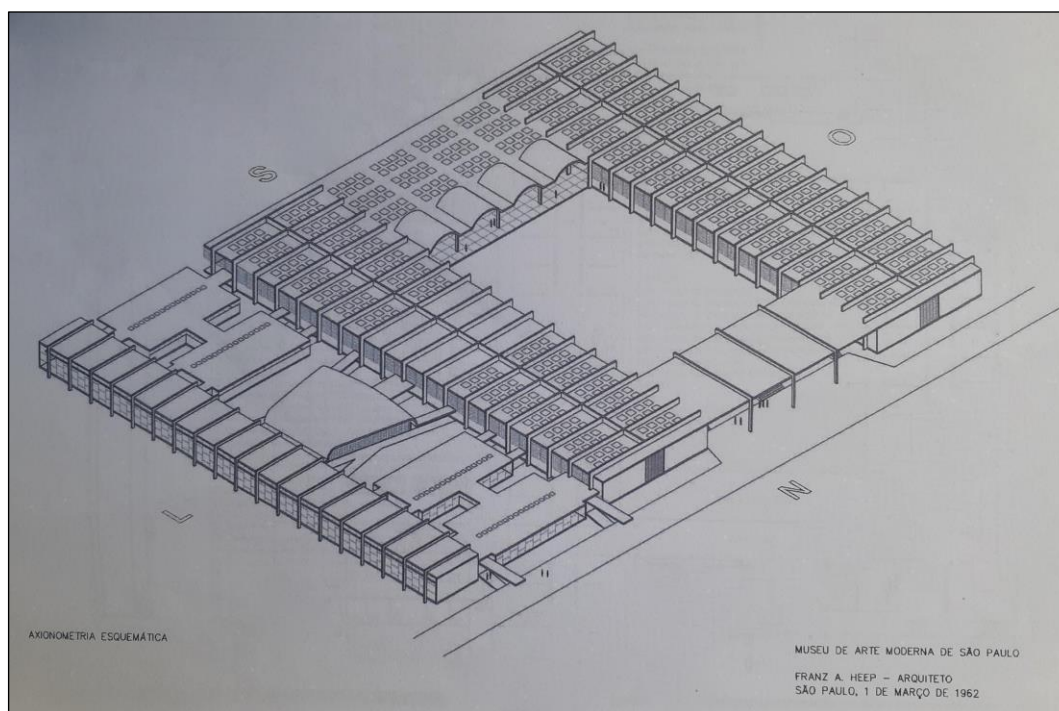 S
O
L
N
AXIONOMETRIA ESQUEMÁTICA
MUSEU DE ARTE MODERNA DE SÃO PAULO
FRANZ A. HEEP – ARQUITETO
SÃO PAULO, 1 DE MARÇO DE 1962